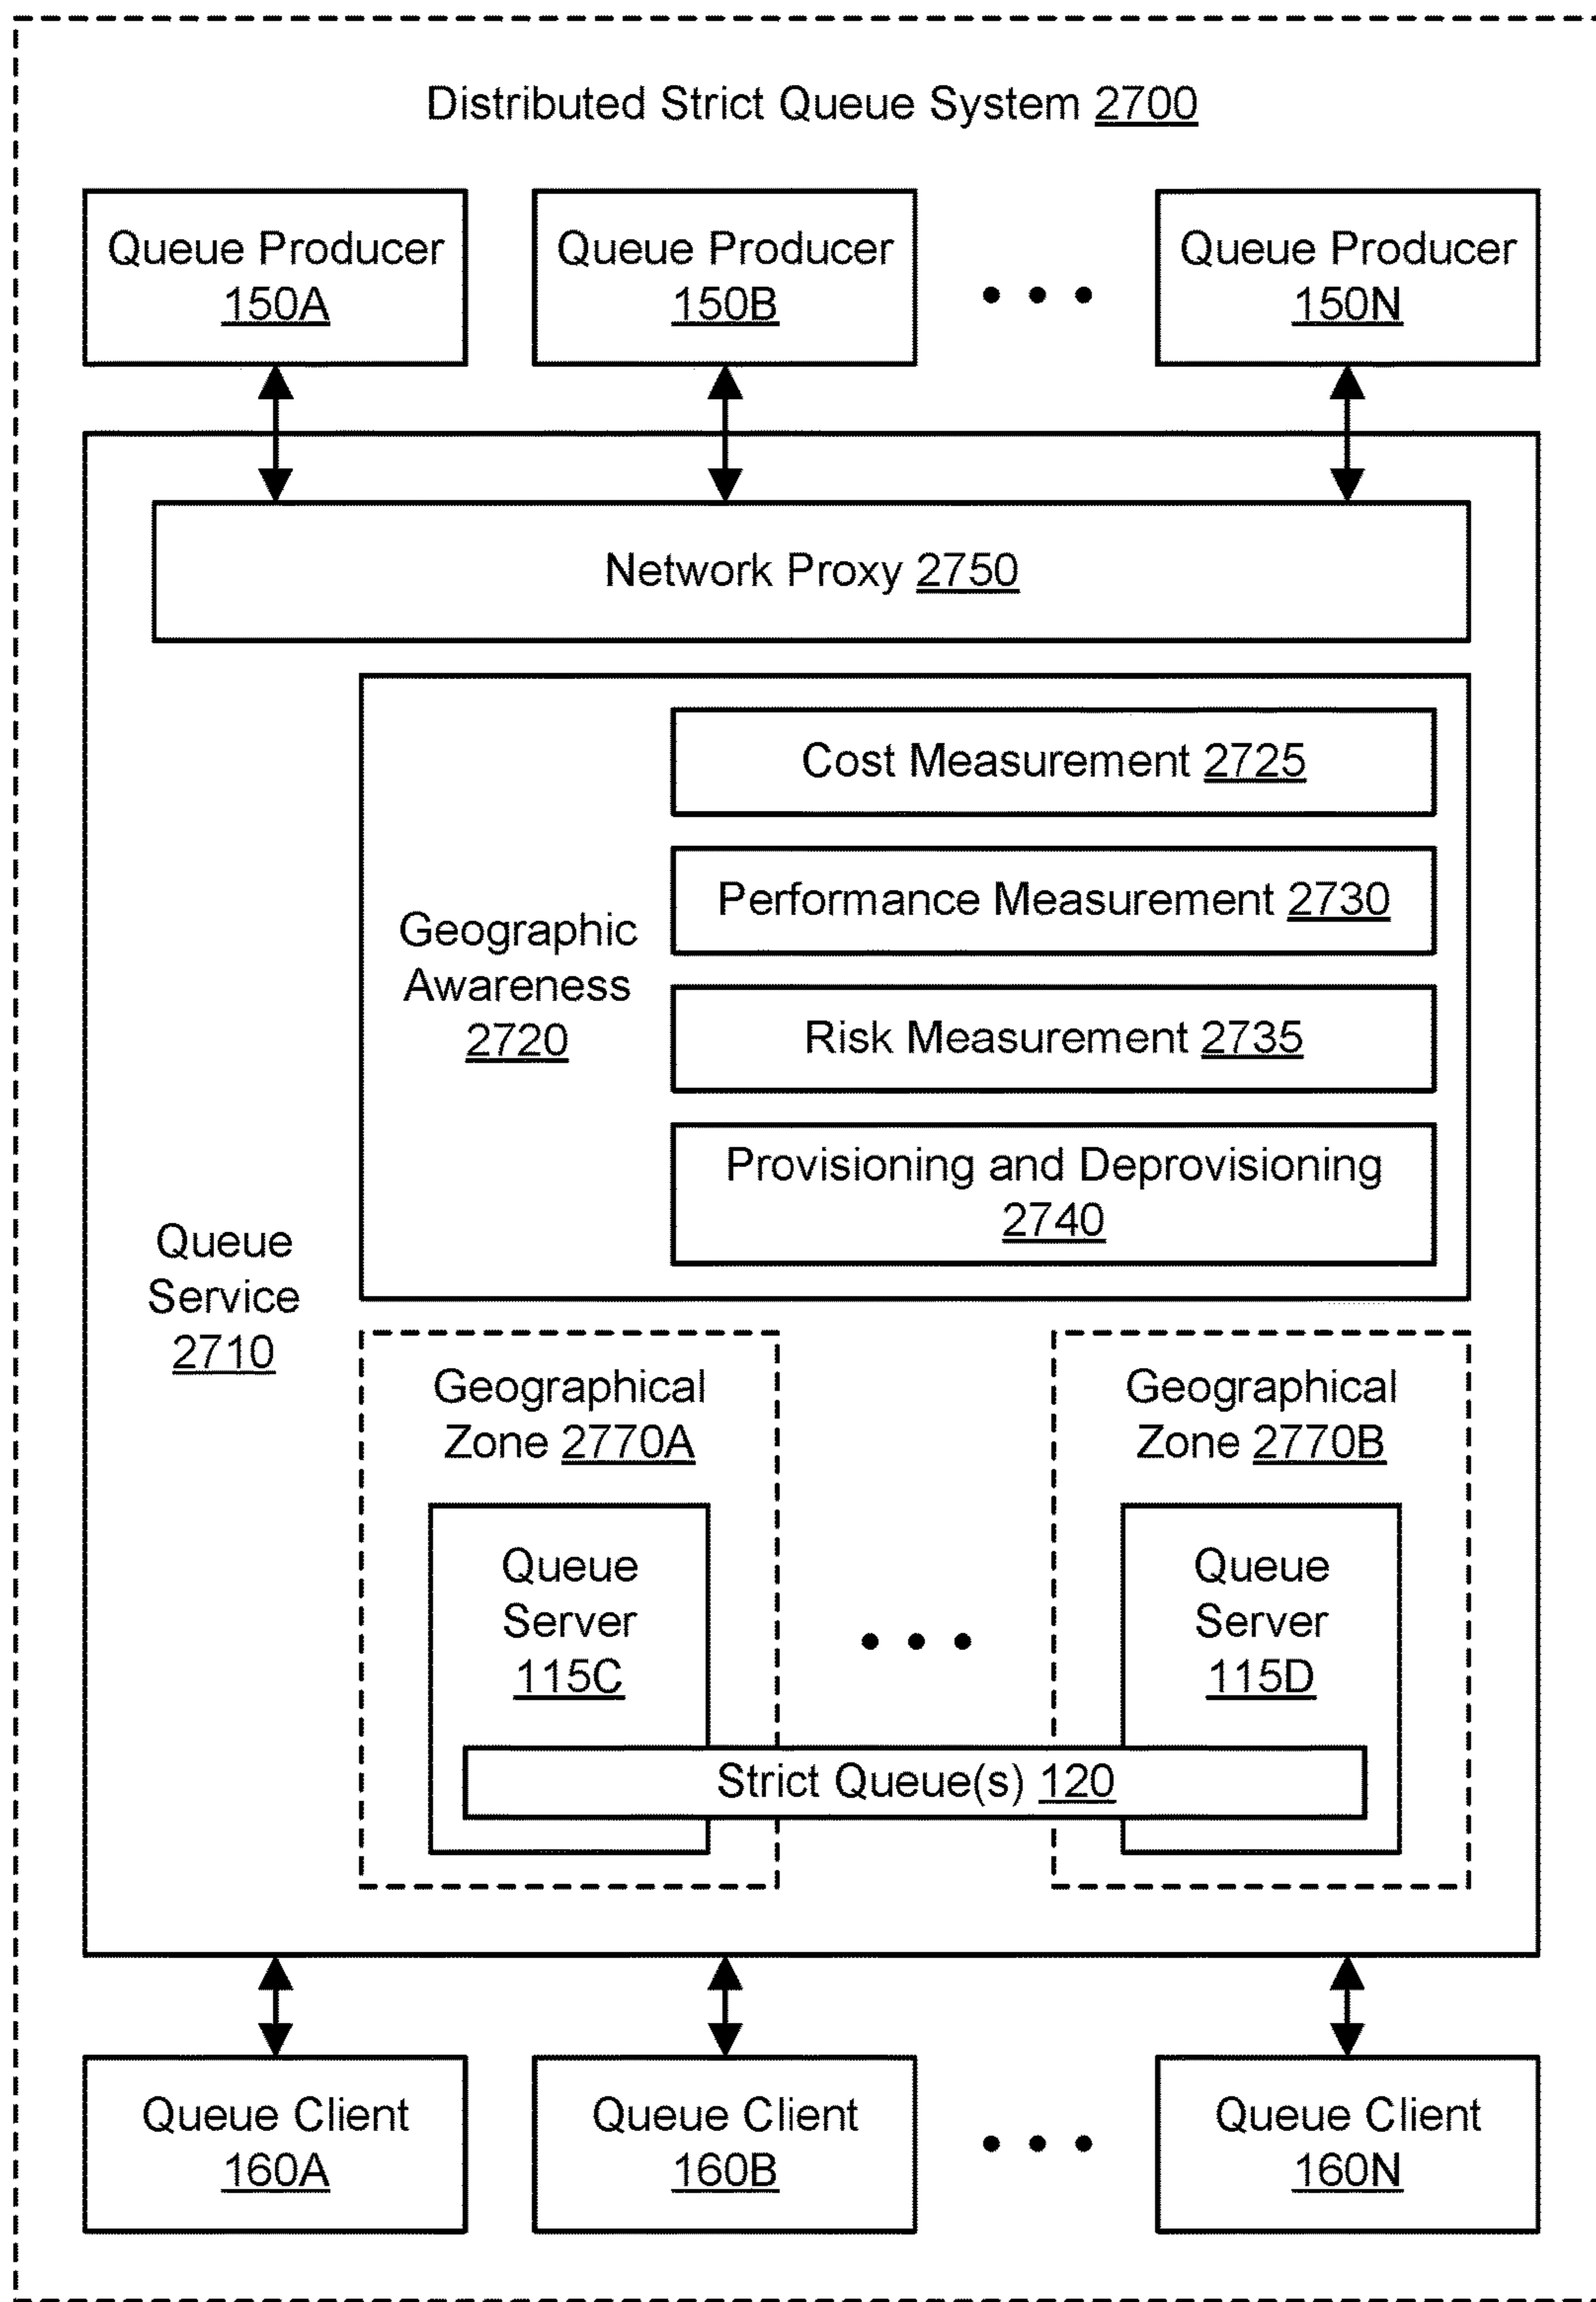 Distributed Strict Queue System 2700
Queue Producer
150A
Queue Producer
150B
Queue Producer
150N
Network Proxy 2750
Cost Measurement 2725
Performance Measurement 2730
Geographic
Awareness
2720
Risk Measurement 2735
Provisioning and Deprovisioning
2740
Queue
Service
2710
Geographical
Zone 2770A
Geographical
Zone 2770B
Queue
Server
115C
Queue
Server
115D
Strict Queue(s) 120
Queue Client
160A
Queue Client
160B
Queue Client
160N